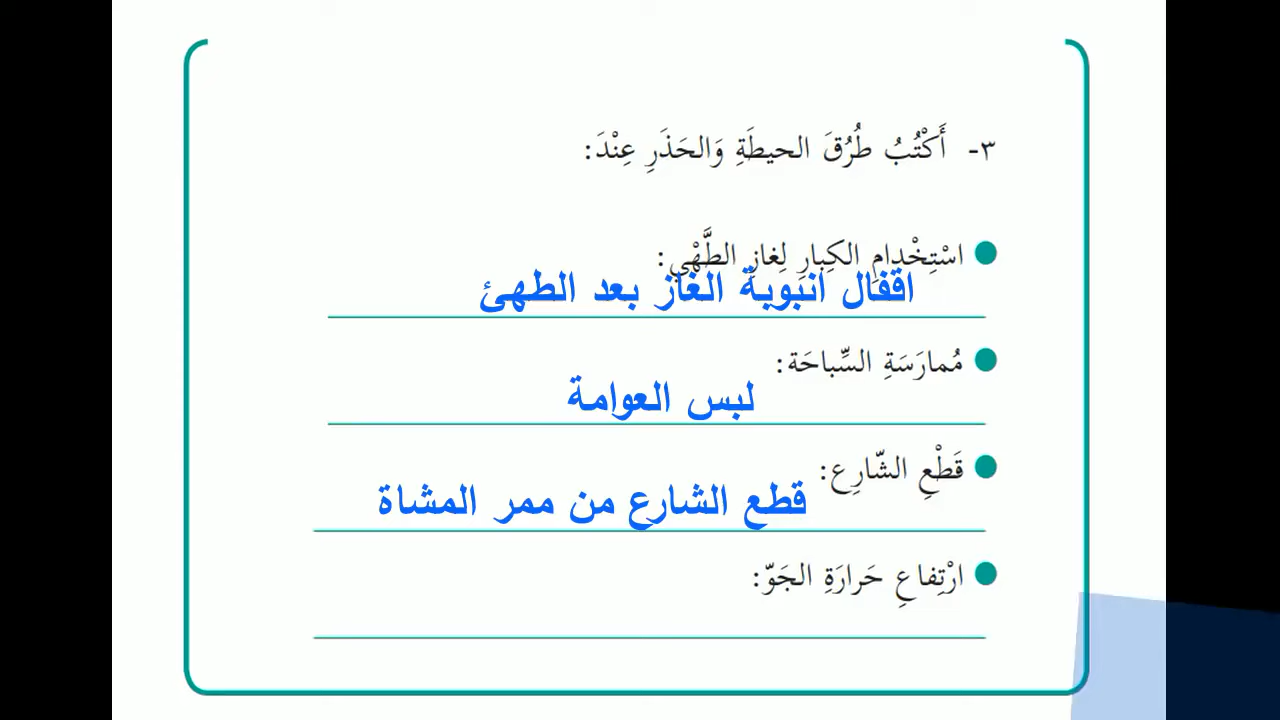 ٣- أَكْتُبُ طُرُقَ الحيطَةِ وَالحَذَرِ عِنْدَ:
اسْتِخْدامِ الكِبارِ لِغازِ الطَّهْيِ:
اقفال انبوية الغاز بعد الطهئ
مُمارَسَةِ السِّباحَة:
لبس العوامة
قَطْعِ الشّارِع:
قطع الشارع من ممر المشاة
ارْتِفاعِ حَرارَةِ الجَوّ: